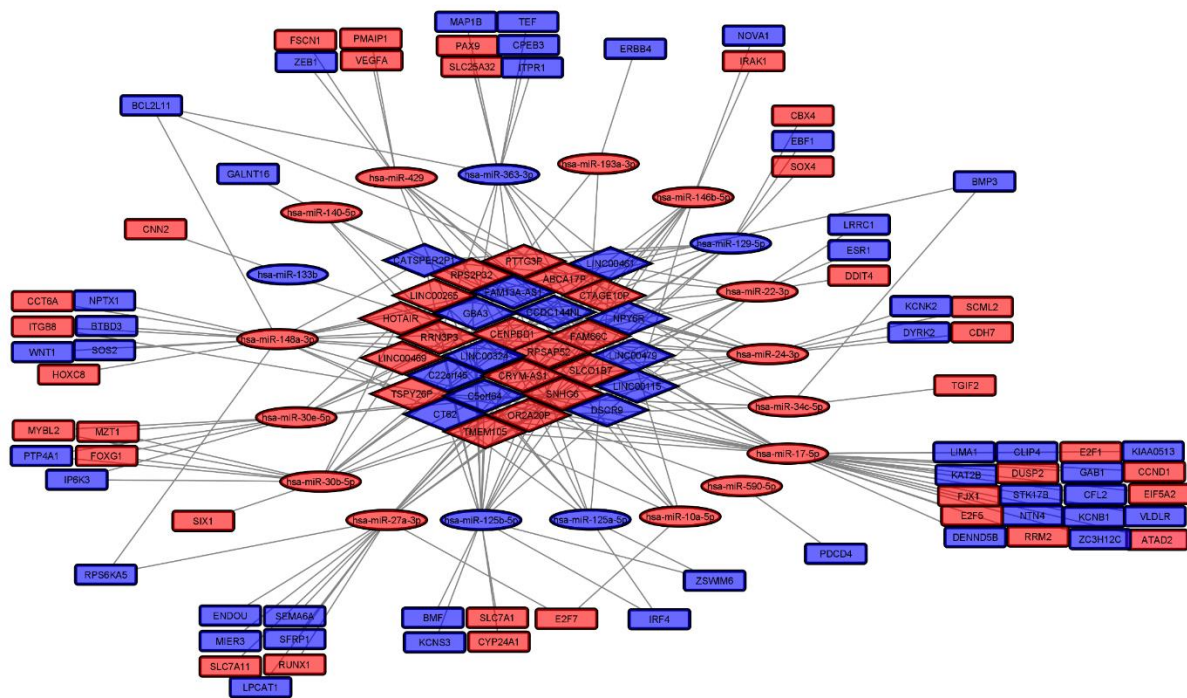 MAP1B TEF
FSCN1 PMAIP1
PAX9 CPEB3
ERBB4
NOVA1
ZEB1 VEGFA
SLC25A32 ITPR1
IRAK1
BCL2L11
CBX4
EBF1
SOX4
GALNT16
hsa-miR-429
hsa-miR-363-3p
hsa-miR-193a-3p
BMP3
hsa-miR-140-5p
hsa-miR-146b-5p
CNN2
hsa-miR-129-5p
LRRC1
ESR1
DDIT4
hsa-miR-133b
CATSPER2P1
RPS2P32
PTTG3P
ABCA17P
LINC00461
CTAGE10P
hsa-miR-22-3p
LINC00265
FAM13A-AS1
GBA3
CCDC144NL
NPY6R
CCT6A NPTX1
KCNK2 SCML2
ITGB8 BTBD3
HOTAIR
RRN3P3
CENPBD1
FAM66C
DYRK2 CDH7
hsa-miR-148a-3p
WNT1 SOS2
LINC00469
LINC00324
RPSAP52
LINC00479
hsa-miR-24-3p
HOXC8
C22orf45
CRYM-AS1
SLCO1B7
LINC00115
TGIF2
TSPY26P
C5orf64
SNHG6
DSCR9
hsa-miR-34c-5p
hsa-miR-30e-5p
CT62
OR2A20P
TMEM105
MYBL2 MZT1
PTP4A1 FOXG1
IP6K3
hsa-miR-17-5p
LIMA1 CLIP4 E2F1 KIAA0513
KAT2B DUSP2 GAB1 CCND1
hsa-miR-30b-5p
hsa-miR-590-5p
FJX1 STK17B CFL2 EIF5A2
SIX1
hsa-miR-27a-3p
hsa-miR-125b-5p
hsa-miR-125a-5p
hsa-miR-10a-5p
NTN4 KCNB1 VLDLR
DENND5B RRM2 ZC3H12C ATAD2
PDCD4
RPS6KA5
ZSWIM6
ENDOU SEMA6A
BMF SLC7A1
E2F7
IRF4
MIER3 SFRP1
KCNS3 CYP24A1
SLC7A11 RUNX1
LPCAT1